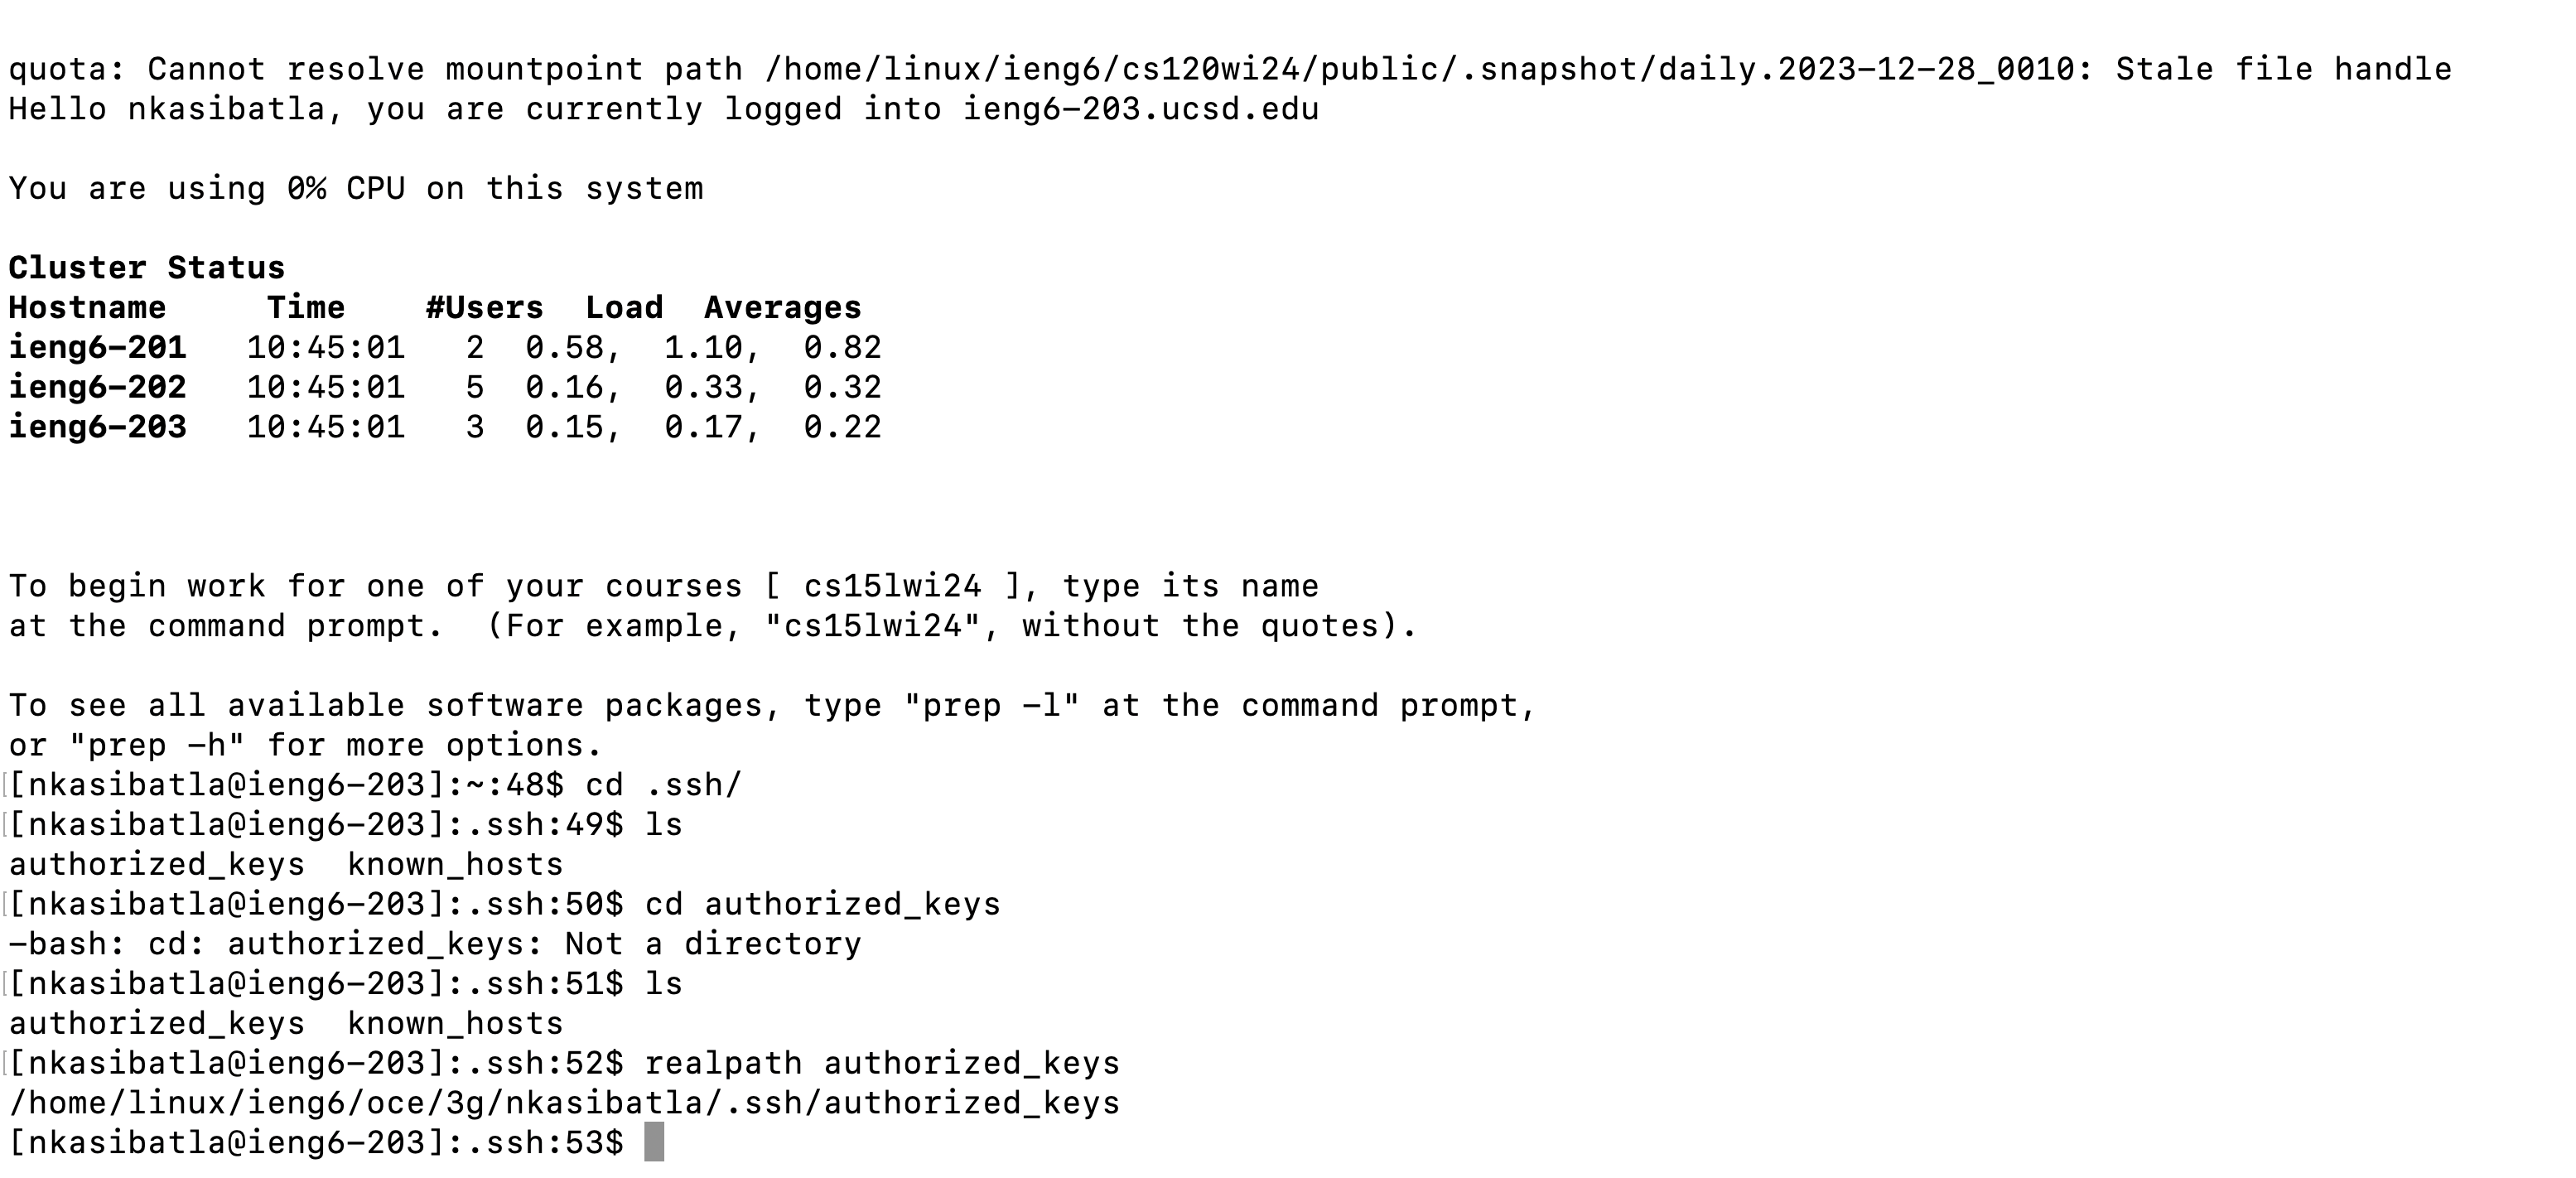 quota: Cannot resolve mountpoint path /home/linux/ieng6/cs120wi24/public/.snapshot/daily.2023-12-28_0010: Stale file handle
Hello nkasibatla, you are currently logged into ieng6-203.ucsd.edu
You are using 0% CPU on this system
Cluster Status
Hostname     Time    #Users  Load  Averages
ieng6-201   10:45:01   2  0.58,  1.10,  0.82
ieng6-202   10:45:01   5  0.16,  0.33,  0.32
ieng6-203   10:45:01   3  0.15,  0.17,  0.22
To begin work for one of your courses [ cs15lwi24 ], type its name
at the command prompt.  (For example, "cs15lwi24", without the quotes).
To see all available software packages, type "prep -l" at the command prompt,
or "prep -h" for more options.
[nkasibatla@ieng6-203]:~:48$ cd .ssh/
[nkasibatla@ieng6-203]:.ssh:49$ ls
authorized_keys  known_hosts
[nkasibatla@ieng6-203]:.ssh:50$ cd authorized_keys
-bash: cd: authorized_keys: Not a directory
[nkasibatla@ieng6-203]:.ssh:51$ ls
authorized_keys  known_hosts
[nkasibatla@ieng6-203]:.ssh:52$ realpath authorized_keys
/home/linux/ieng6/oce/3g/nkasibatla/.ssh/authorized_keys
[nkasibatla@ieng6-203]:.ssh:53$